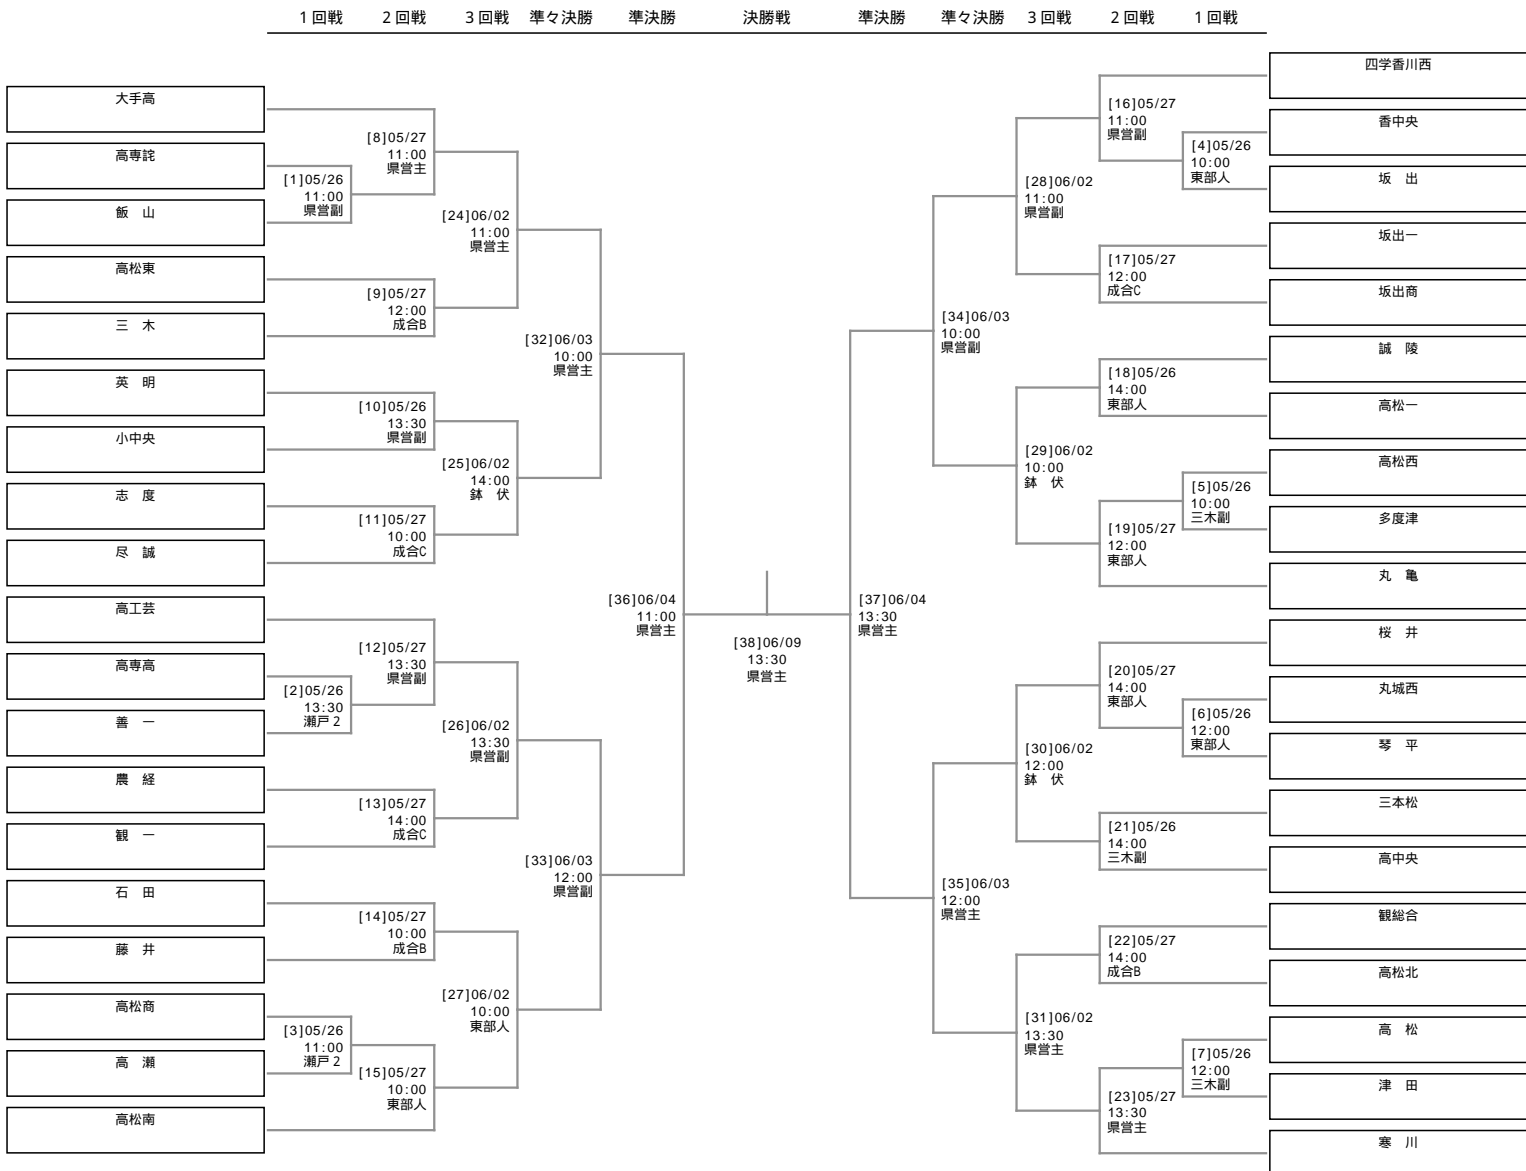 1回戦 2回戦 3回戦 準々決勝 準決勝 決勝戦 準決勝 準々決勝 3回戦 2回戦 1回戦
大手高
高専詫
飯 山
高松東
三 木
英 明
小中央
志 度
尽 誠
高工芸
高専高
善 一
農 経
観 一
石 田
藤 井
高松商
高 瀬
高松南
[1]05/26
11:00
県営副
[2]05/26
13:30
瀬戸2
[3]05/26
11:00
瀬戸2
[8]05/27
11:00
県営主
[9]05/27
12:00
成合B
[10]05/26
13:30
県営副
[11]05/27
10:00
成合C
[12]05/27
13:30
県営副
[13]05/27
14:00
成合C
[14]05/27
10:00
成合B
[15]05/27
10:00
東部人
[24]06/02
11:00
県営主
[25]06/02
14:00
鉢 伏
[26]06/02
13:30
県営副
[27]06/02
10:00
東部人
[32]06/03
10:00
県営主
[33]06/03
12:00
県営副
[36]06/04
11:00
県営主
[38]06/09
13:30
県営主
[37]06/04
13:30
県営主
[34]06/03
10:00
県営副
[35]06/03
12:00
県営主
[28]06/02
11:00
県営副
[29]06/02
10:00
鉢 伏
[30]06/02
12:00
鉢 伏
[31]06/02
13:30
県営主
[16]05/27
11:00
県営副
[17]05/27
12:00
成合C
[18]05/26
14:00
東部人
[19]05/27
12:00
東部人
[20]05/27
14:00
東部人
[21]05/26
14:00
三木副
[22]05/27
14:00
成合B
[23]05/27
13:30
県営主
[4]05/26
10:00
東部人
[5]05/26
10:00
三木副
[6]05/26
12:00
東部人
[7]05/26
12:00
三木副
四学香川西
香中央
坂 出
坂出一
坂出商
誠 陵
高松一
高松西
多度津
丸 亀
桜 井
丸城西
琴 平
三本松
高中央
観総合
高松北
高 松
津 田
寒 川